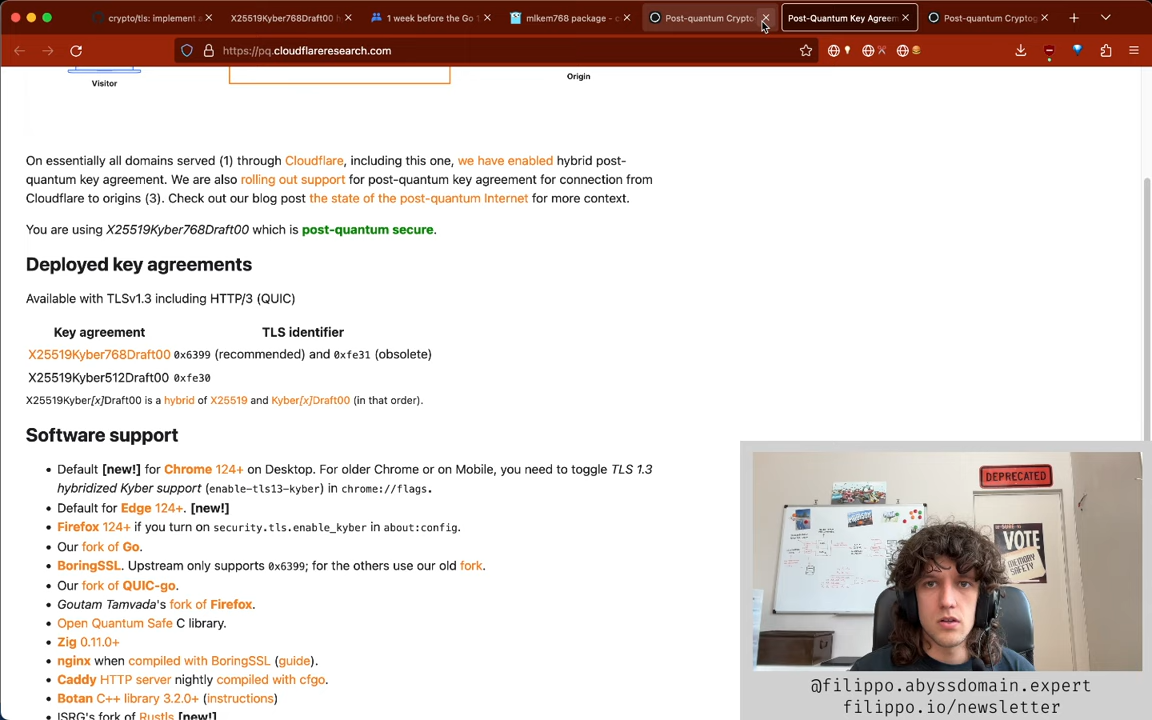 crypto/tls: implement a
X25519Kyber768Draft00 h
1 week before the Go 1
mlkem768 package - c
Post-quantum Crypto
Post-Quantum Key Agreem
Post-quantum Cryptog
https://pq.cloudflareresearch.com
Visitor
Origin
On essentially all domains served (1) through Cloudflare, including this one, we have enabled hybrid post-
quantum key agreement. We are also rolling out support for post-quantum key agreement for connection from
Cloudflare to origins (3). Check out our blog post the state of the post-quantum Internet for more context.
You are using X25519Kyber768Draft00 which is post-quantum secure.
Deployed key agreements
Available with TLSv1.3 including HTTP/3 (QUIC)
Key agreement TLS identifier
X25519Kyber768Draft00 0x6399 (recommended) and 0xfe31 (obsolete)
X25519Kyber512Draft00 0xfe30
X25519Kyber[x]Draft00 is a hybrid of X25519 and Kyber[x]Draft00 (in that order).
Software support
• Default [new!] for Chrome 124+ on Desktop. For older Chrome or on Mobile, you need to toggle TLS 1.3
hybridized Kyber support (enable-tls13-kyber) in chrome://flags.
• Default for Edge 124+. [new!]
• Firefox 124+ if you turn on security.tls.enable_kyber in about:config.
• Our fork of Go.
• BoringSSL. Upstream only supports 0x6399; for the others use our old fork.
• Our fork of QUIC-go.
• Goutam Tamvada's fork of Firefox.
• Open Quantum Safe C library.
• Zig 0.11.0+
• nginx when compiled with BoringSSL (guide).
• Caddy HTTP server nightly compiled with cfgo.
• Botan C++ library 3.2.0+ (instructions)
• ISRG's fork of Rustls [new!]
DEPRECATED
VOTE
MEMORY
SAFETY
@filippo.abyssdomain.expert
filippo.io/newsletter